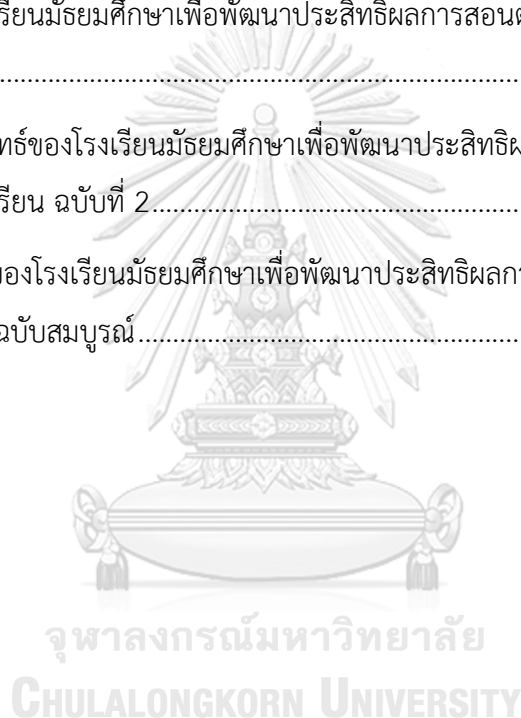 รียนมัธยมศึกษาเพื่อพัฒนาประสิทธิผลการสอนต
................................................................................
ทธ์ของโรงเรียนมัธยมศึกษาเพื่อพัฒนาประสิทธิผ
รียน ฉบับที่ 2......................................................
ของโรงเรียนมัธยมศึกษาเพื่อพัฒนาประสิทธิผลกา
ฉบับสมบูรณ์........................................................
จุฬาลงกรณ์มหาวิทยาลัย
CHULALONGKORN UNIVERSITY